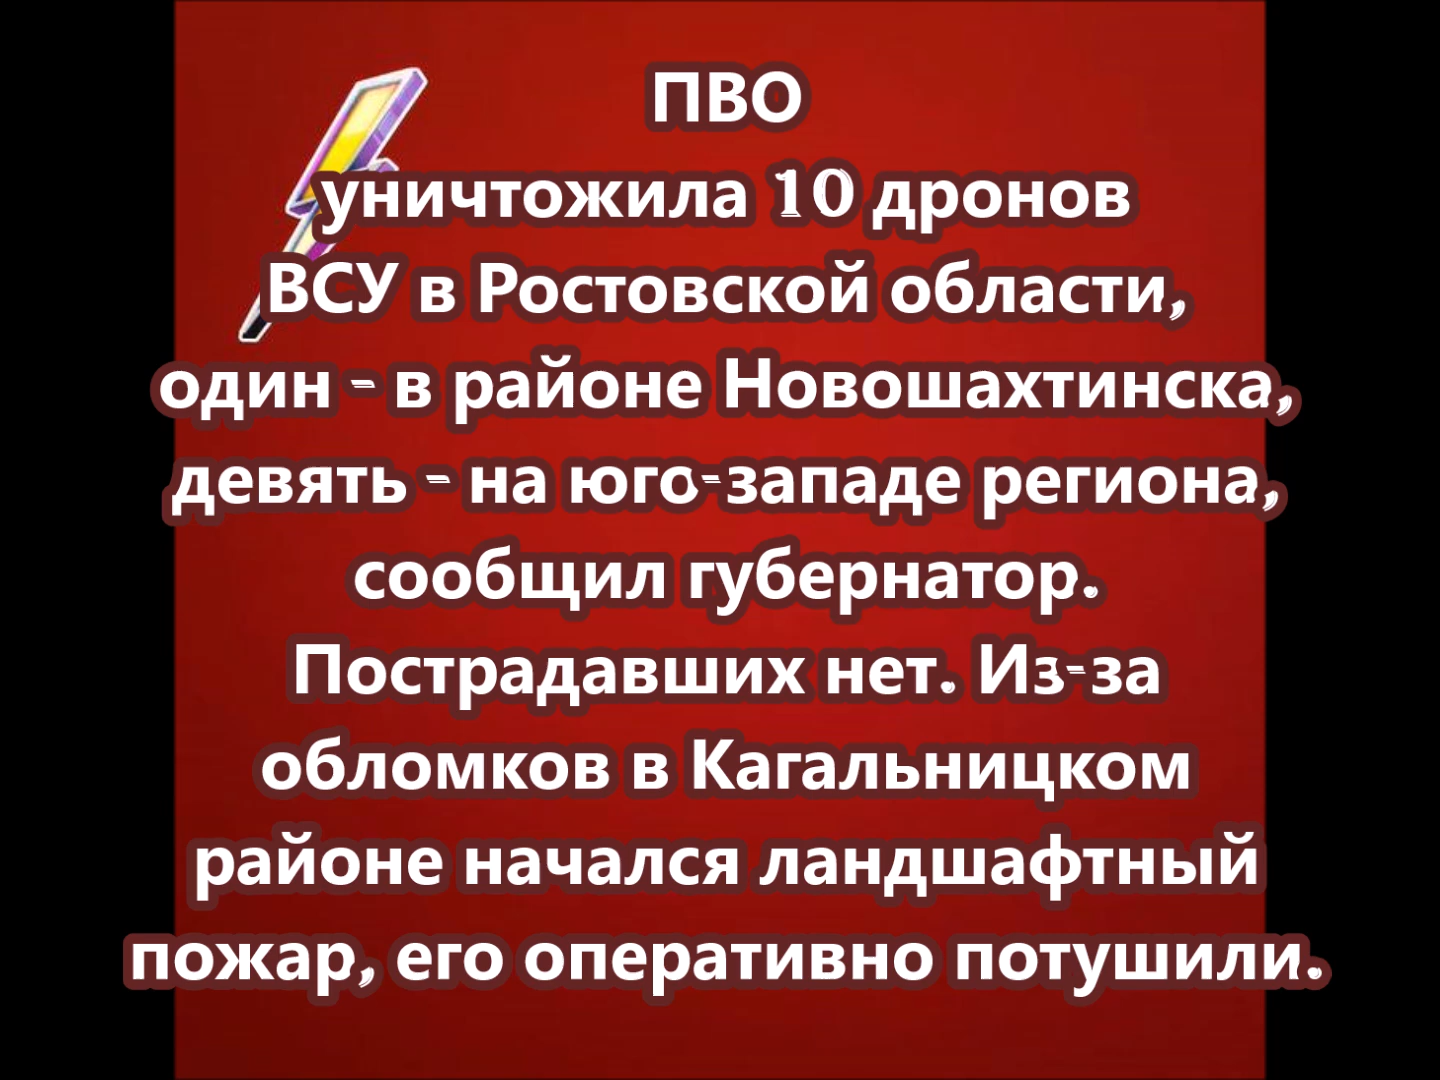 ПВО
уничтожила 10 дронов
ВСУ в Ростовской области,
один - в районе Новошахтинска,
девять - на юго-западе региона,
сообщил губернатор.
Пострадавших нет. Из-за
обломков в Кагальницком
районе начался ландшафтный
пожар, его оперативно потушили.